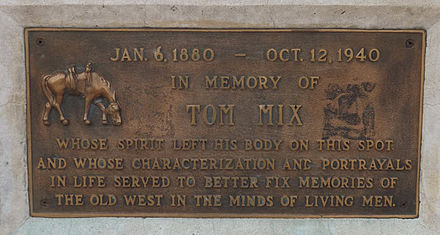 JAN. 6, 1880 – OCT. 12, 1940
IN MEMORY OF
TOM MIX
WHOSE SPIRIT LEFT HIS BODY ON THIS SPOT
AND WHOSE CHARACTERIZATION AND PORTRAYALS
IN LIFE SERVED TO BETTER FIX MEMORIES OF
THE OLD WEST IN THE MINDS OF LIVING MEN.